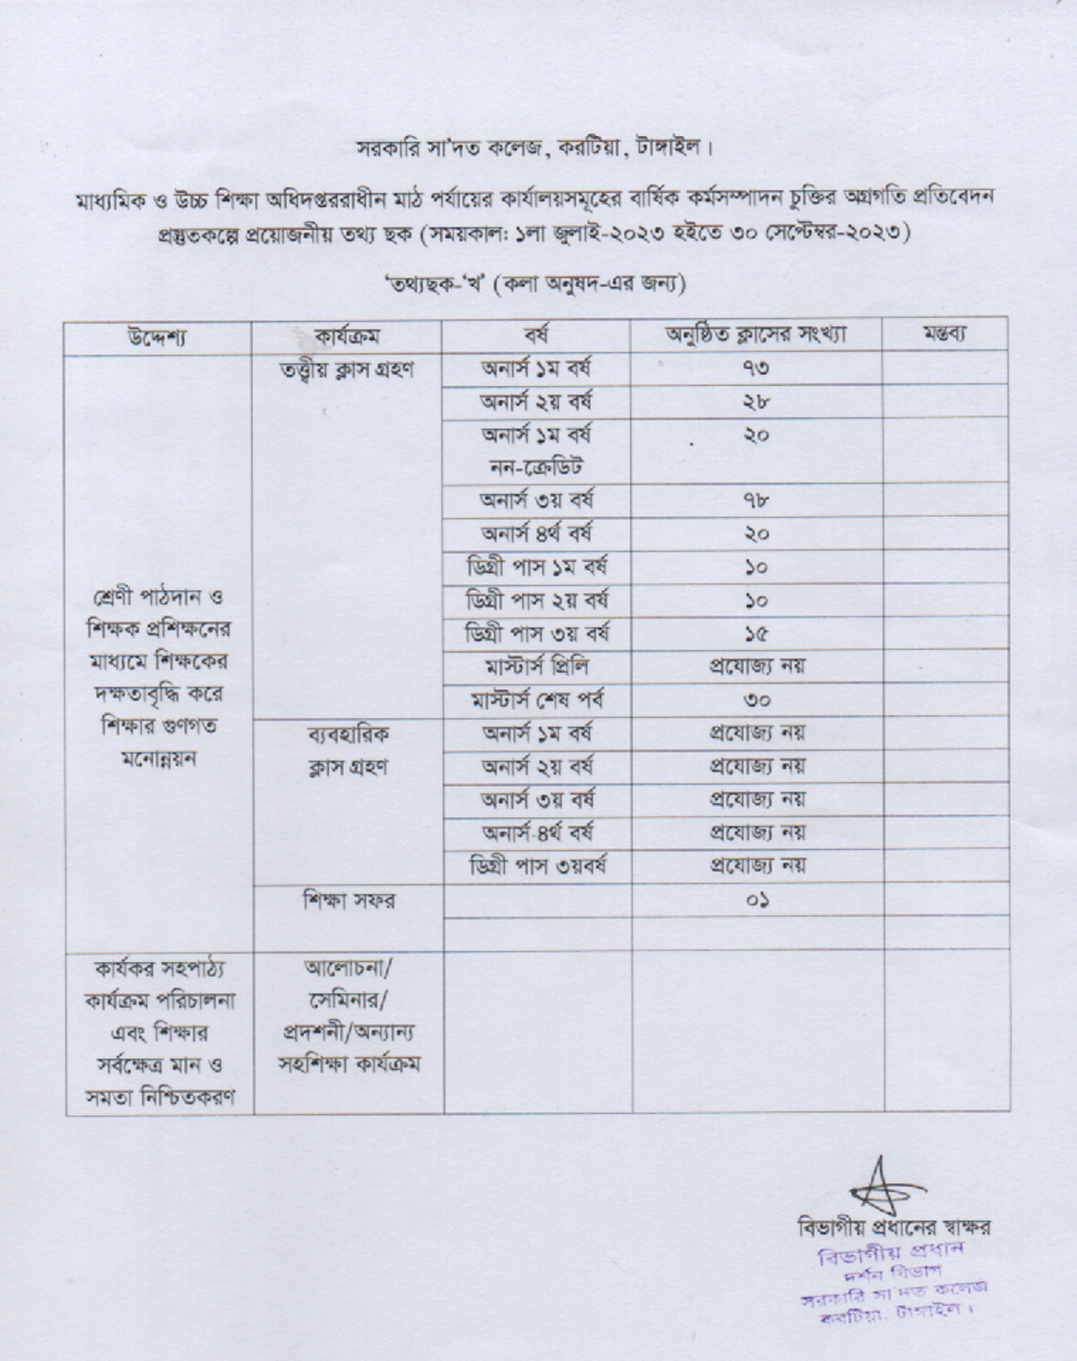 সরকারি সা'দত কলেজ, করটিয়া, টাঙ্গাইল।
মাধ্যমিক ও উচ্চ শিক্ষা অধিদপ্তররাধীন মাঠ পর্যায়ের কার্যালয়সমূহের বার্ষিক কর্মসম্পাদন চুক্তির অগ্রগতি প্রতিবেদন
প্রস্তুতকল্পে প্রয়োজনীয় তথ্য ছক (সময়কাল: ১লা জুলাই-২০২৩ হইতে ৩০ সেপ্টেম্বর-২০২৩)
'তথ্যছক-'খ' (কলা অনুষদ-এর জন্য)
উদ্দেশ্য কার্যক্রম বর্ষ অনুষ্ঠিত ক্লাসের সংখ্যা মন্তব্য
তত্ত্বীয় ক্লাস গ্রহণ অনার্স ১ম বর্ষ ৭৩
অনার্স ২য় বর্ষ ২৮
অনার্স ১ম বর্ষ ২০
নন-ক্রেডিট
অনার্স ৩য় বর্ষ ৭৮
অনার্স ৪র্থ বর্ষ ২০
ডিগ্রী পাস ১ম বর্ষ ১০
শ্রেণী পাঠদান ও ডিগ্রী পাস ২য় বর্ষ ১০
শিক্ষক প্রশিক্ষনের ডিগ্রী পাস ৩য় বর্ষ ১৫
মাধ্যমে শিক্ষকের মাস্টার্স প্রিলি প্রযোজ্য নয়
দক্ষতাবৃদ্ধি করে মাস্টার্স শেষ পর্ব ৩০
শিক্ষার গুণগত ব্যবহারিক অনার্স ১ম বর্ষ প্রযোজ্য নয়
মনোন্নয়ন ক্লাস গ্রহণ অনার্স ২য় বর্ষ প্রযোজ্য নয়
অনার্স ৩য় বর্ষ প্রযোজ্য নয়
অনার্স ৪র্থ বর্ষ প্রযোজ্য নয়
ডিগ্রী পাস ৩য়বর্ষ প্রযোজ্য নয়
শিক্ষা সফর ০১
কার্যকর সহপাঠ্য আলোচনা/
কার্যক্রম পরিচালনা সেমিনার/
এবং শিক্ষার প্রদশনী/অন্যান্য
সর্বক্ষেত্র মান ও সহশিক্ষা কার্যক্রম
সমতা নিশ্চিতকরণ
বিভাগীয় প্রধানের স্বাক্ষর
বিভাগীয় প্রধান
দর্শন বিভাগ
সরকারি সা'দত কলেজ
করটিয়া, টাঙ্গাইল।